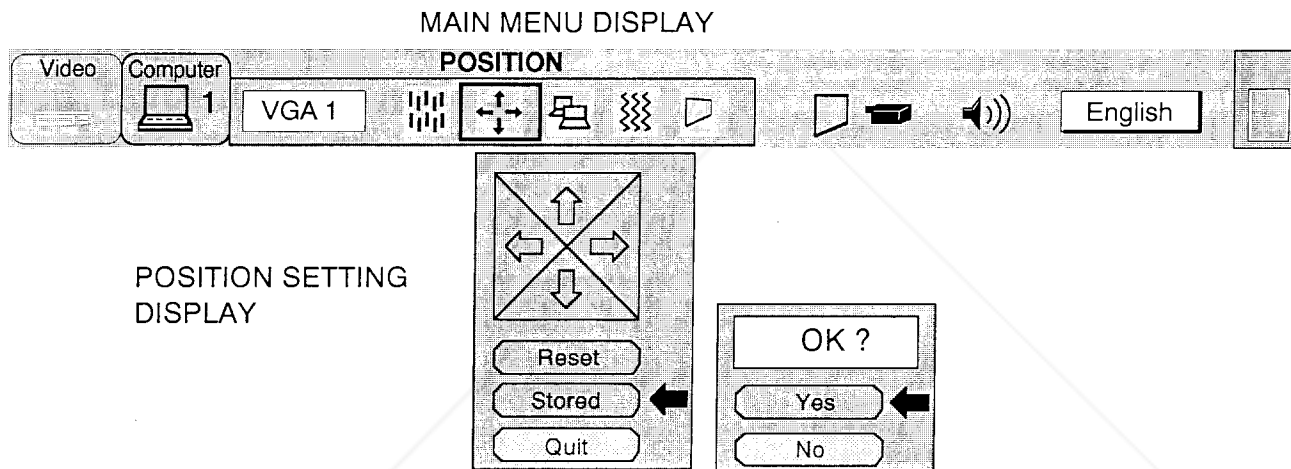 MAIN MENU DISPLAY
POSITION
Video
Computer
1
VGA 1
English
POSITION SETTING
DISPLAY
Reset
Stored
Quit
OK ?
Yes
No